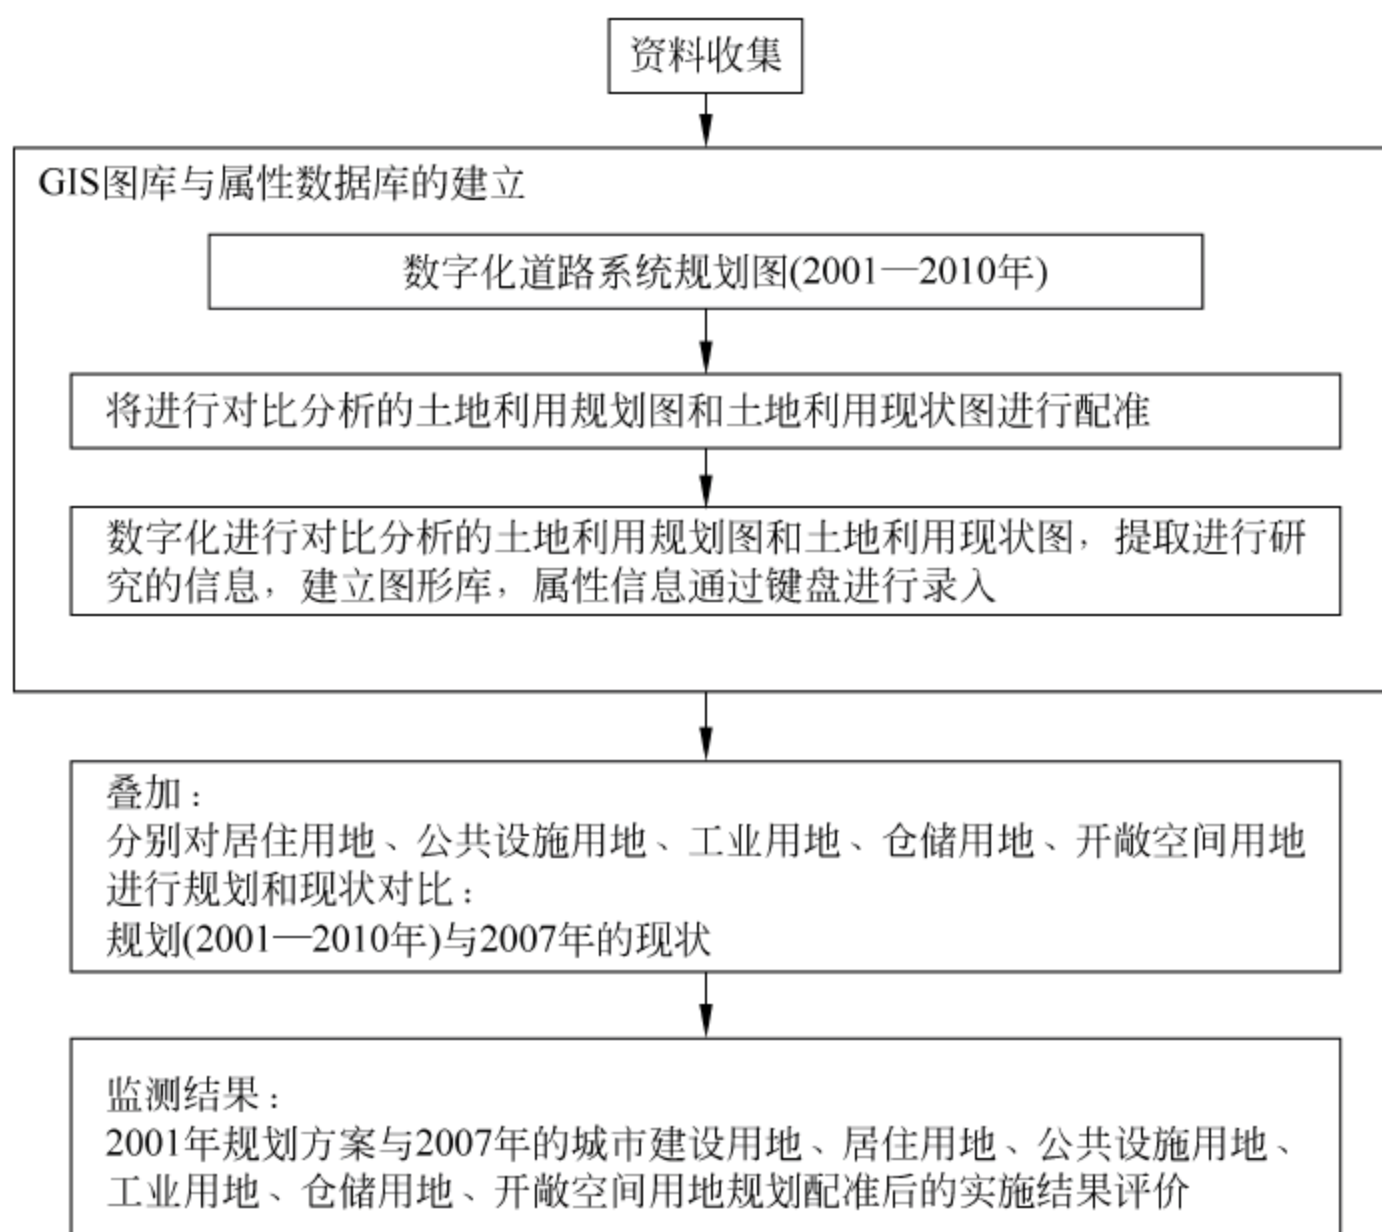 资料收集
GIS图库与属性数据库的建立
数字化道路系统规划图(2001—2010年)
将进行对比分析的土地利用规划图和土地利用现状图进行配准
数字化进行对比分析的土地利用规划图和土地利用现状图，提取进行研
究的信息，建立图形库，属性信息通过键盘进行录入
叠加：
分别对居住用地、公共设施用地、工业用地、仓储用地、开敞空间用地
进行规划和现状对比：
规划(2001—2010年)与2007年的现状
监测结果：
2001年规划方案与2007年的城市建设用地、居住用地、公共设施用地、
工业用地、仓储用地、开敞空间用地规划配准后的实施结果评价